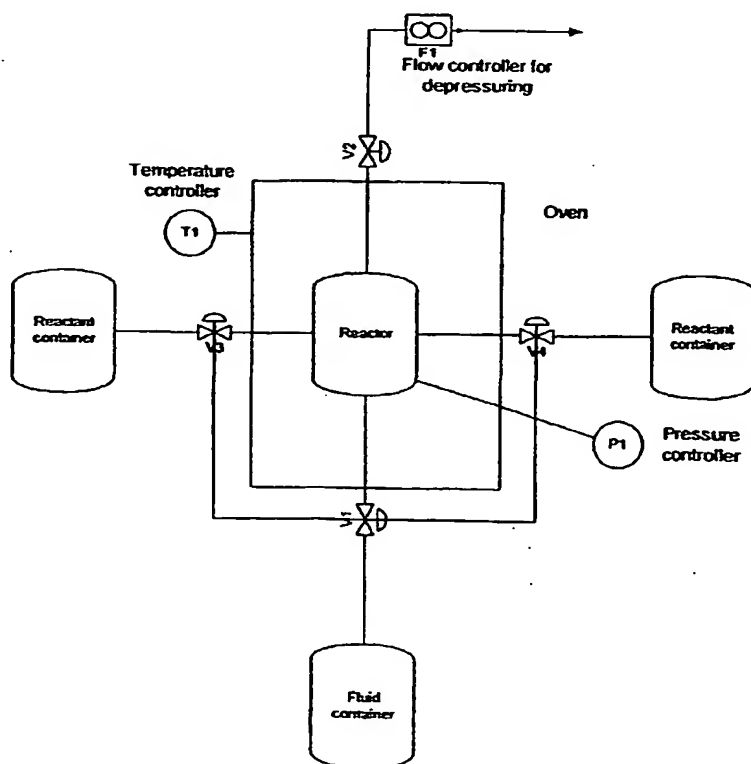 F1
Flow controller for
depressuring
V2
Temperature
controller
T1
Oven
Reactant
container
V3
Reactor
V4
Reactant
container
P1
Pressure
controller
V1
Fluid
container